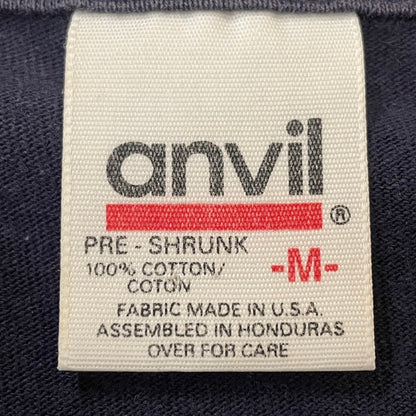 anvil®
PRE - SHRUNK
100% COTTON/
COTON
-M-
FABRIC MADE IN U.S.A.
ASSEMBLED IN HONDURAS
OVER FOR CARE